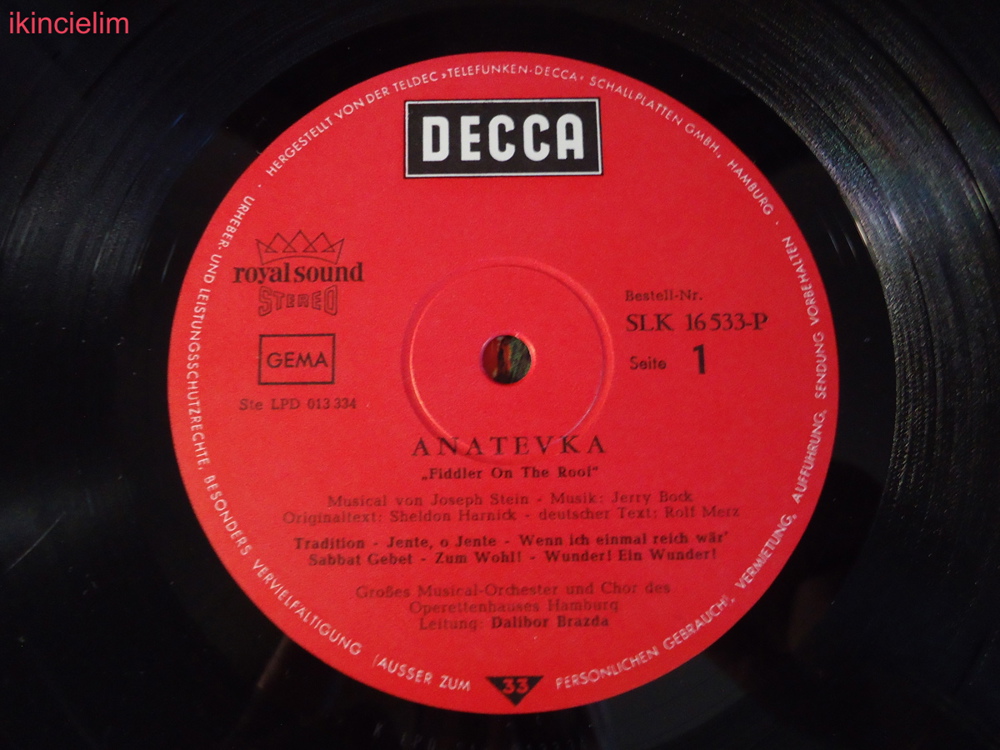 ikincielim
HERGESTELLT VON DER TELDEC »TELEFUNKEN-DECCA« SCHALLPLATTEN GMBH, HAMBURG ·
URHEBER- UND LEISTUNGSSCHUTZRECHTE, BESONDERS VERVIELFÄLTIGUNG (AUSSER ZUM
PERSÖNLICHEN GEBRAUCH), VERMIETUNG, AUFFÜHRUNG, SENDUNG VORBEHALTEN
DECCA
royal sound
STEREO
GEMA
Ste LPD 013 334
Bestell-Nr.
SLK 16533-P
Seite 1
ANATEVKA
„Fiddler On The Roof“
Musical von Joseph Stein - Musik: Jerry Bock
Originaltext: Sheldon Harnick - deutscher Text: Rolf Merz
Tradition - Jente, o Jente - Wenn ich einmal reich wär'
Sabbat Gebet - Zum Wohl! - Wunder! Ein Wunder!
Großes Musical-Orchester und Chor des
Operettenhauses Hamburg
Leitung: Dalibor Brazda
33